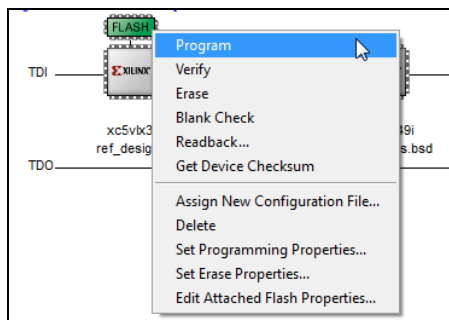 FLASH
Program
TDI
XILINX
Verify
Erase
Blank Check
xc5vlx3
49i
Readback...
ref_desig
s.bsd
Get Device Checksum
TDO
Assign New Configuration File...
Delete
Set Programming Properties...
Set Erase Properties...
Edit Attached Flash Properties...